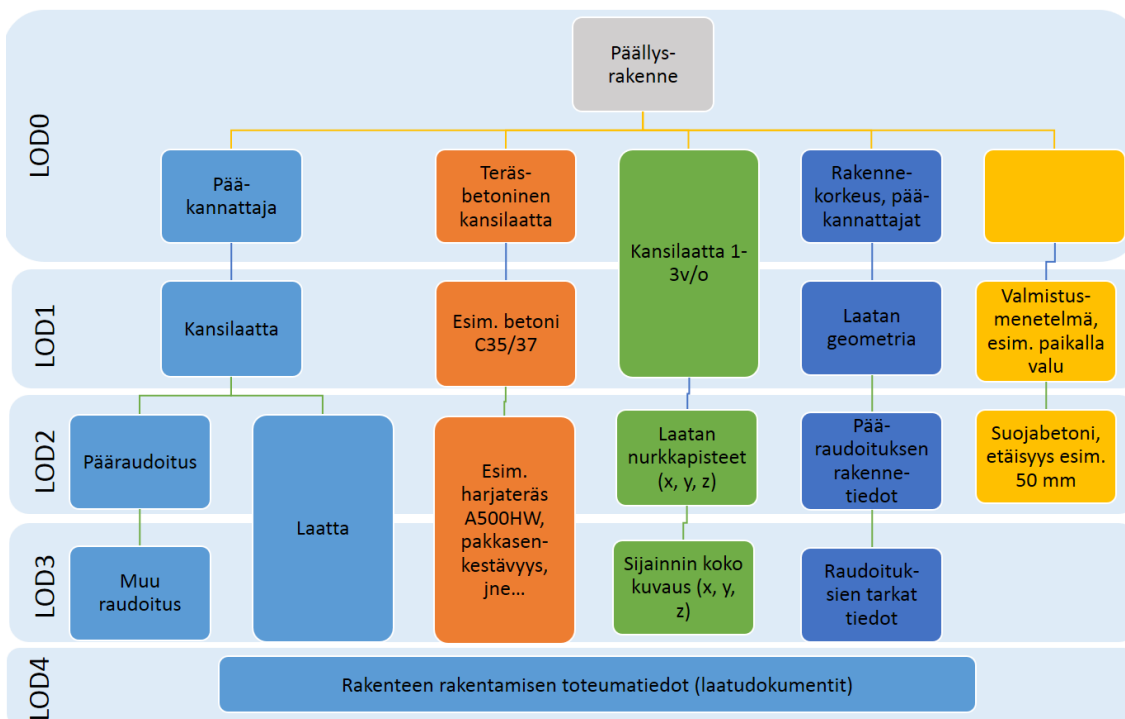 LOD0
Päällys-
rakenne
Pää-
kannattaja
Teräs-
betoninen
kansilaatta
Kansilaatta 1-
3v/o
Rakenne-
korkeus, pää-
kannattajat
LOD1
Kansilaatta
Esim. betoni
C35/37
Laatan
geometria
Valmistus-
menetelmä,
esim. paikalla
valu
LOD2
Pääraudoitus
Laatta
Esim.
harjateräs
A500HW,
pakkasen-
kestävyys,
jne...
Laatan
nurkkapisteet
(x, y, z)
Pää-
raudoituksen
rakenne-
tiedot
Suojabetoni,
etäisyys esim.
50 mm
LOD3
Muu
raudoitus
Sijainnin koko
kuvaus (x, y,
z)
Raudoituk-
sien tarkat
tiedot
LOD4
Rakenteen rakentamisen toteumatiedot (laatudokumentit)